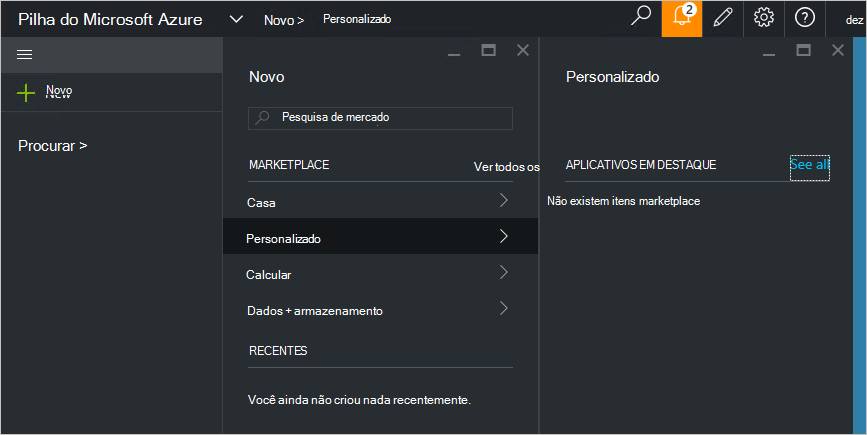 Pilha do Microsoft Azure
Novo > Personalizado
2
dez
Novo
Procurar >
Novo
Pesquisa de mercado
MARKETPLACE
Ver todos os
Casa
Personalizado
Calcular
Dados + armazenamento
RECENTES
Você ainda não criou nada recentemente.
Personalizado
APLICATIVOS EM DESTAQUE
See all
Não existem itens marketplace